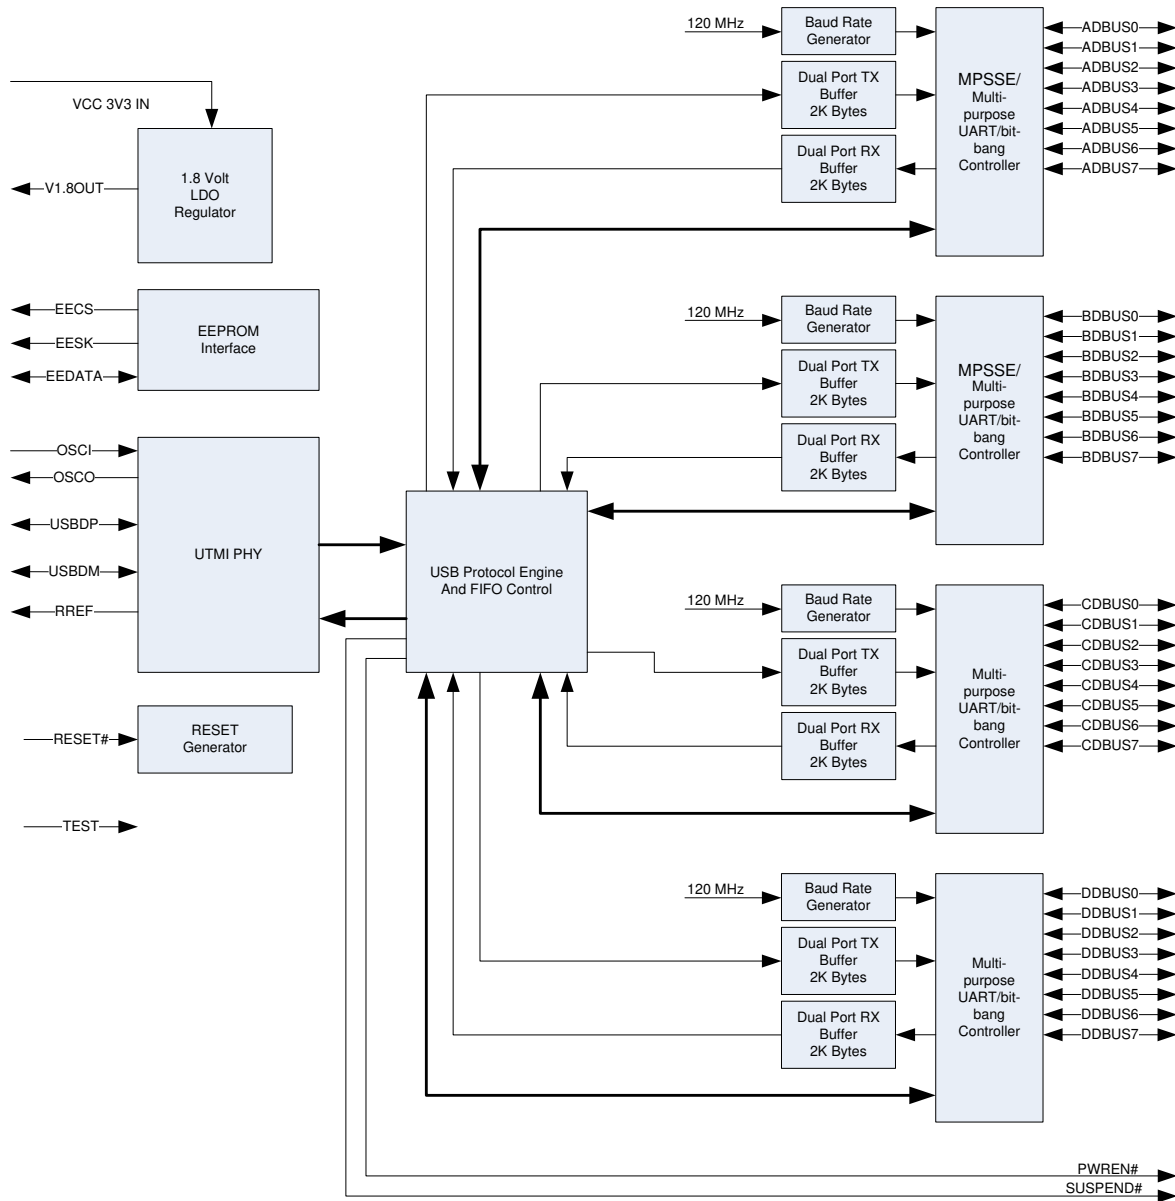 VCC 3V3 IN
1.8 Volt
LDO
Regulator
V1.8OUT
EECS
EESK
EEDATA
EEPROM
Interface
OSCI
OSCO
USBDP
USBDM
RREF
UTMI PHY
RESET#
RESET
Generator
TEST
USB Protocol Engine
And FIFO Control
120 MHz
Baud Rate
Generator
Dual Port TX
Buffer
2K Bytes
Dual Port RX
Buffer
2K Bytes
MPSSE/
Multi-
purpose
UART/bit-
bang
Controller
ADBUS0
ADBUS1
ADBUS2
ADBUS3
ADBUS4
ADBUS5
ADBUS6
ADBUS7
120 MHz
Baud Rate
Generator
Dual Port TX
Buffer
2K Bytes
Dual Port RX
Buffer
2K Bytes
MPSSE/
Multi-
purpose
UART/bit-
bang
Controller
BDBUS0
BDBUS1
BDBUS2
BDBUS3
BDBUS4
BDBUS5
BDBUS6
BDBUS7
120 MHz
Baud Rate
Generator
Dual Port TX
Buffer
2K Bytes
Dual Port RX
Buffer
2K Bytes
Multi-
purpose
UART/bit-
bang
Controller
CDBUS0
CDBUS1
CDBUS2
CDBUS3
CDBUS4
CDBUS5
CDBUS6
CDBUS7
120 MHz
Baud Rate
Generator
Dual Port TX
Buffer
2K Bytes
Dual Port RX
Buffer
2K Bytes
Multi-
purpose
UART/bit-
bang
Controller
DDBUS0
DDBUS1
DDBUS2
DDBUS3
DDBUS4
DDBUS5
DDBUS6
DDBUS7
PWREN#
SUSPEND#